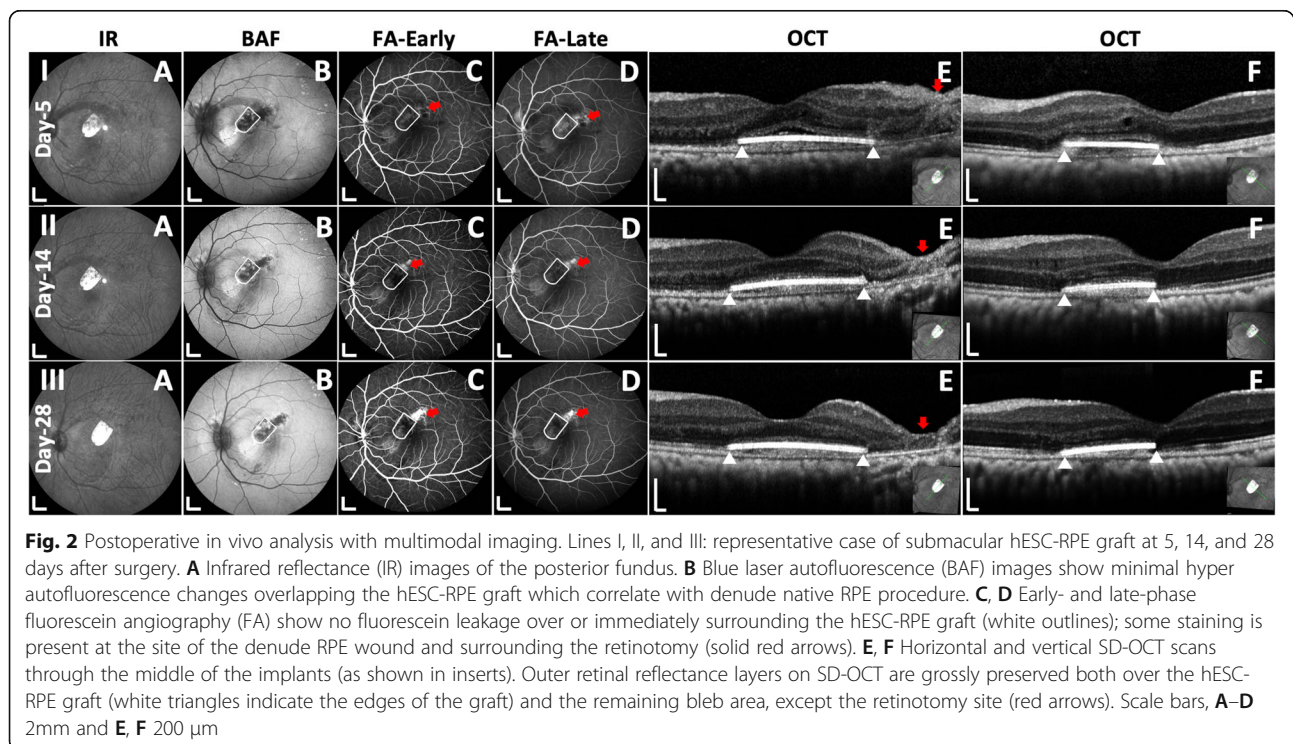 IR BAF FA-Early FA-Late OCT OCT
I A B C D E F
Day-5
II A B C D E F
Day-14
III A B C D E F
Day-28
Fig. 2 Postoperative in vivo analysis with multimodal imaging. Lines I, II, and III: representative case of submacular hESC-RPE graft at 5, 14, and 28
days after surgery. A Infrared reflectance (IR) images of the posterior fundus. B Blue laser autofluorescence (BAF) images show minimal hyper
autofluorescence changes overlapping the hESC-RPE graft which correlate with denude native RPE procedure. C, D Early- and late-phase
fluorescein angiography (FA) show no fluorescein leakage over or immediately surrounding the hESC-RPE graft (white outlines); some staining is
present at the site of the denude RPE wound and surrounding the retinotomy (solid red arrows). E, F Horizontal and vertical SD-OCT scans
through the middle of the implants (as shown in inserts). Outer retinal reflectance layers on SD-OCT are grossly preserved both over the hESC-
RPE graft (white triangles indicate the edges of the graft) and the remaining bleb area, except the retinotomy site (red arrows). Scale bars, A–D
2mm and E, F 200 μm